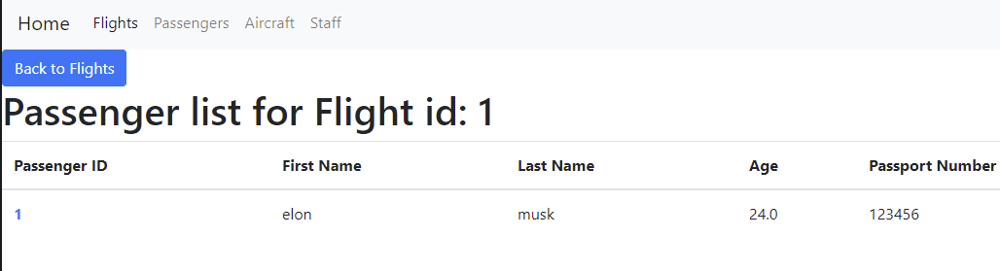 Home Flights Passengers Aircraft Staff
Back to Flights
Passenger list for Flight id: 1
Passenger ID First Name Last Name Age Passport Number
1 elon musk 24.0 123456